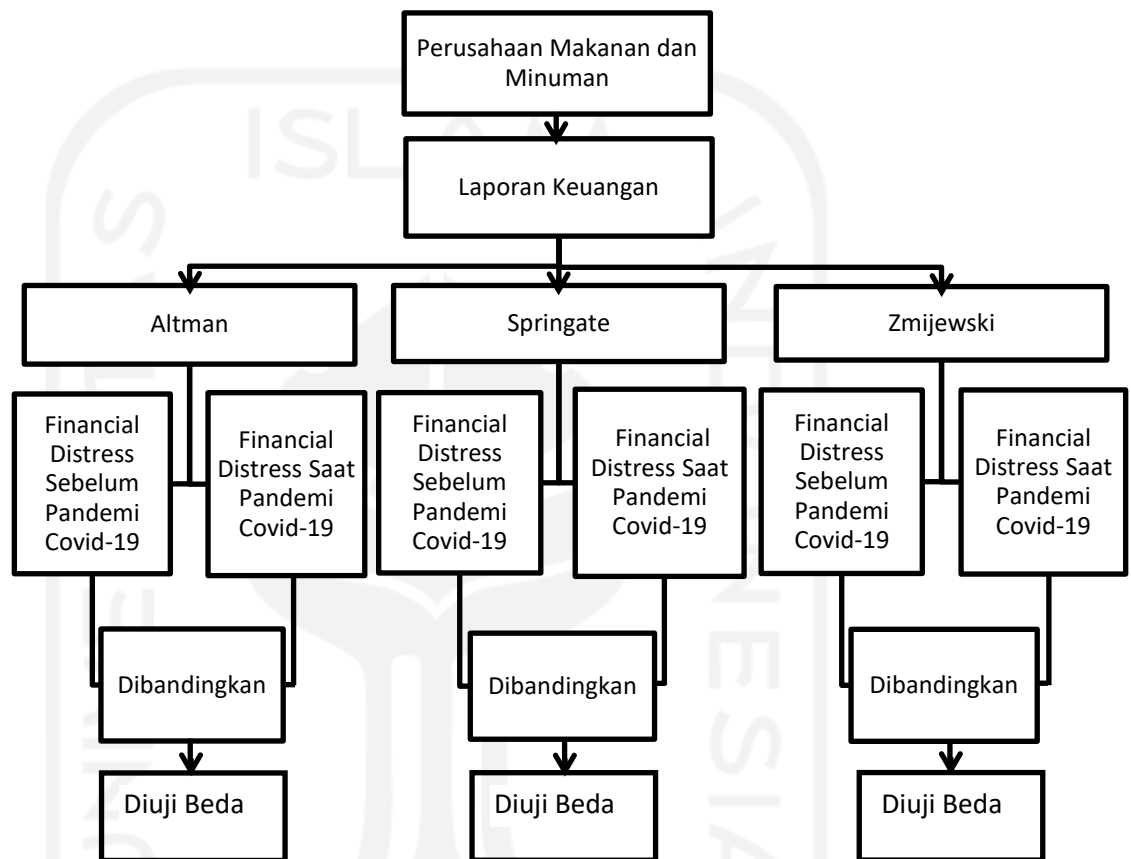 Perusahaan Makanan dan
Minuman
Laporan Keuangan
Altman
Springate
Zmijewski
Financial
Distress
Sebelum
Pandemi
Covid-19
Financial
Distress Saat
Pandemi
Covid-19
Financial
Distress
Sebelum
Pandemi
Covid-19
Financial
Distress Saat
Pandemi
Covid-19
Financial
Distress
Sebelum
Pandemi
Covid-19
Financial
Distress Saat
Pandemi
Covid-19
Dibandingkan
Dibandingkan
Dibandingkan
Diuji Beda
Diuji Beda
Diuji Beda